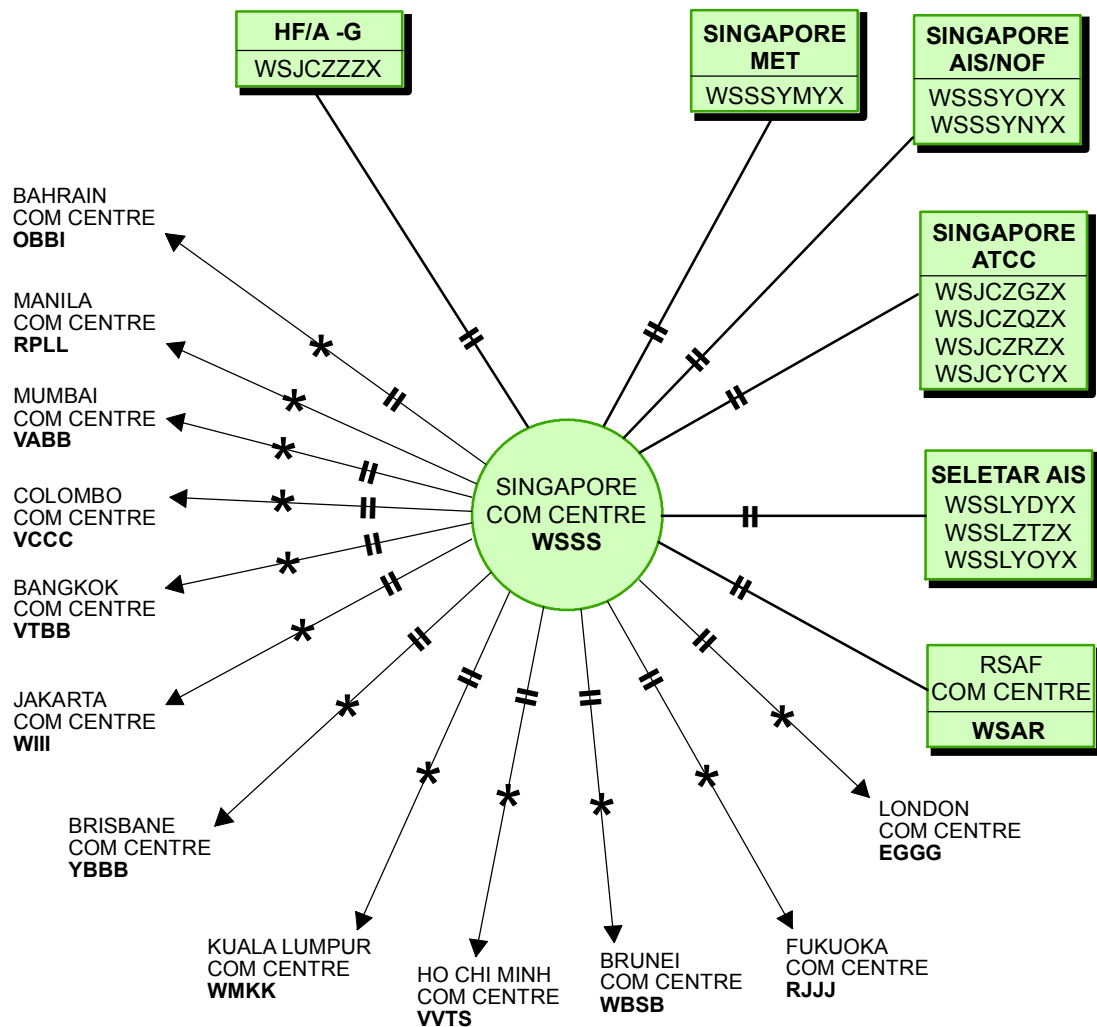 HF/A -G
WSJCZZZX
SINGAPORE
MET
WSSSYMYX
SINGAPORE
AIS/NOF
WSSSYOYX
WSSSYNYX
SINGAPORE
ATCC
WSJCZGZX
WSJCZQZX
WSJCZRZX
WSJCYCYX
SELETAR AIS
WSSLYDYX
WSSLZTZX
WSSLYOYX
RSAF
COM CENTRE
WSAR
SINGAPORE
COM CENTRE
WSSS
BAHRAIN
COM CENTRE
OBBI
MANILA
COM CENTRE
RPLL
MUMBAI
COM CENTRE
VABB
COLOMBO
COM CENTRE
VCCC
BANGKOK
COM CENTRE
VTBB
JAKARTA
COM CENTRE
WIII
BRISBANE
COM CENTRE
YBBB
KUALA LUMPUR
COM CENTRE
WMKK
HO CHI MINH
COM CENTRE
VVTS
BRUNEI
COM CENTRE
WBSB
FUKUOKA
COM CENTRE
RJJJ
LONDON
COM CENTRE
EGGG